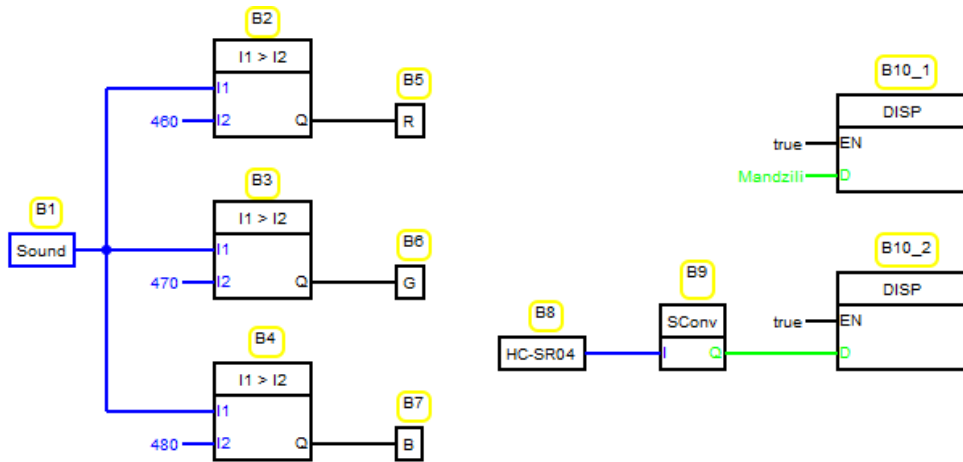 B2
I1 > I2
I1
460 I2 Q
B5
R
B3
I1 > I2
B1
Sound
I1
470 I2 Q
B6
G
B4
I1 > I2
I1
480 I2 Q
B7
B
B10_1
DISP
true EN
Mandzili D
B10_2
DISP
true EN
D
B9
SConv
I Q
B8
HC-SR04